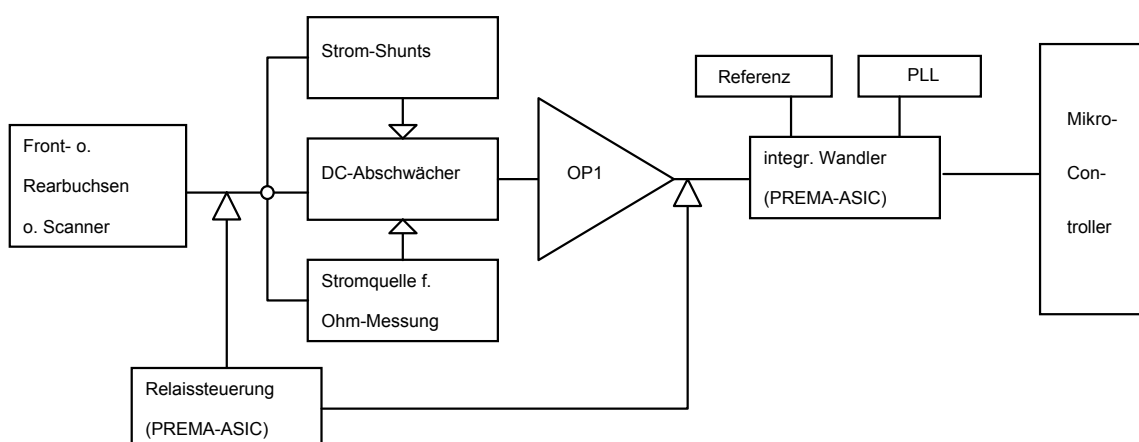 Front- o.
Rearbuchsen
o. Scanner
Strom-Shunts
DC-Abschwächer
Stromquelle f.
Ohm-Messung
Relaissteuerung
(PREMA-ASIC)
OP1
Referenz
PLL
integr. Wandler
(PREMA-ASIC)
Mikro-
Con-
troller